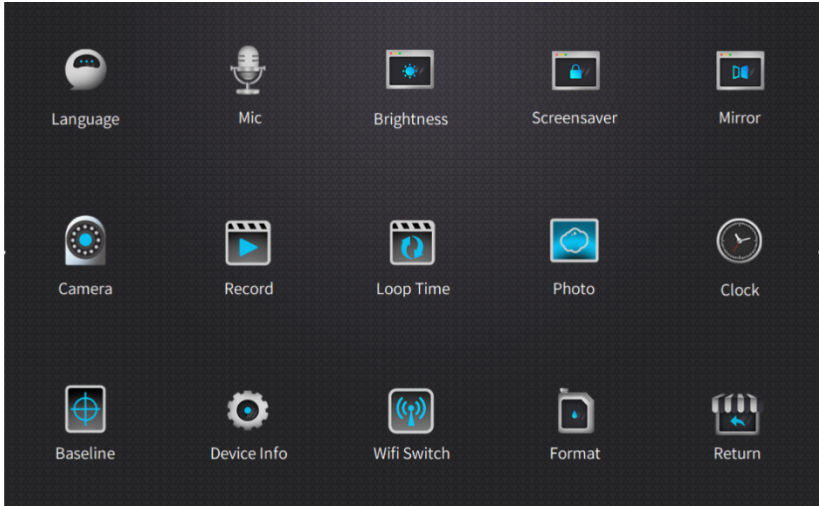 Language
Mic
Brightness
Screensaver
Mirror
Camera
Record
Loop Time
Photo
Clock
Baseline
Device Info
Wifi Switch
Format
Return